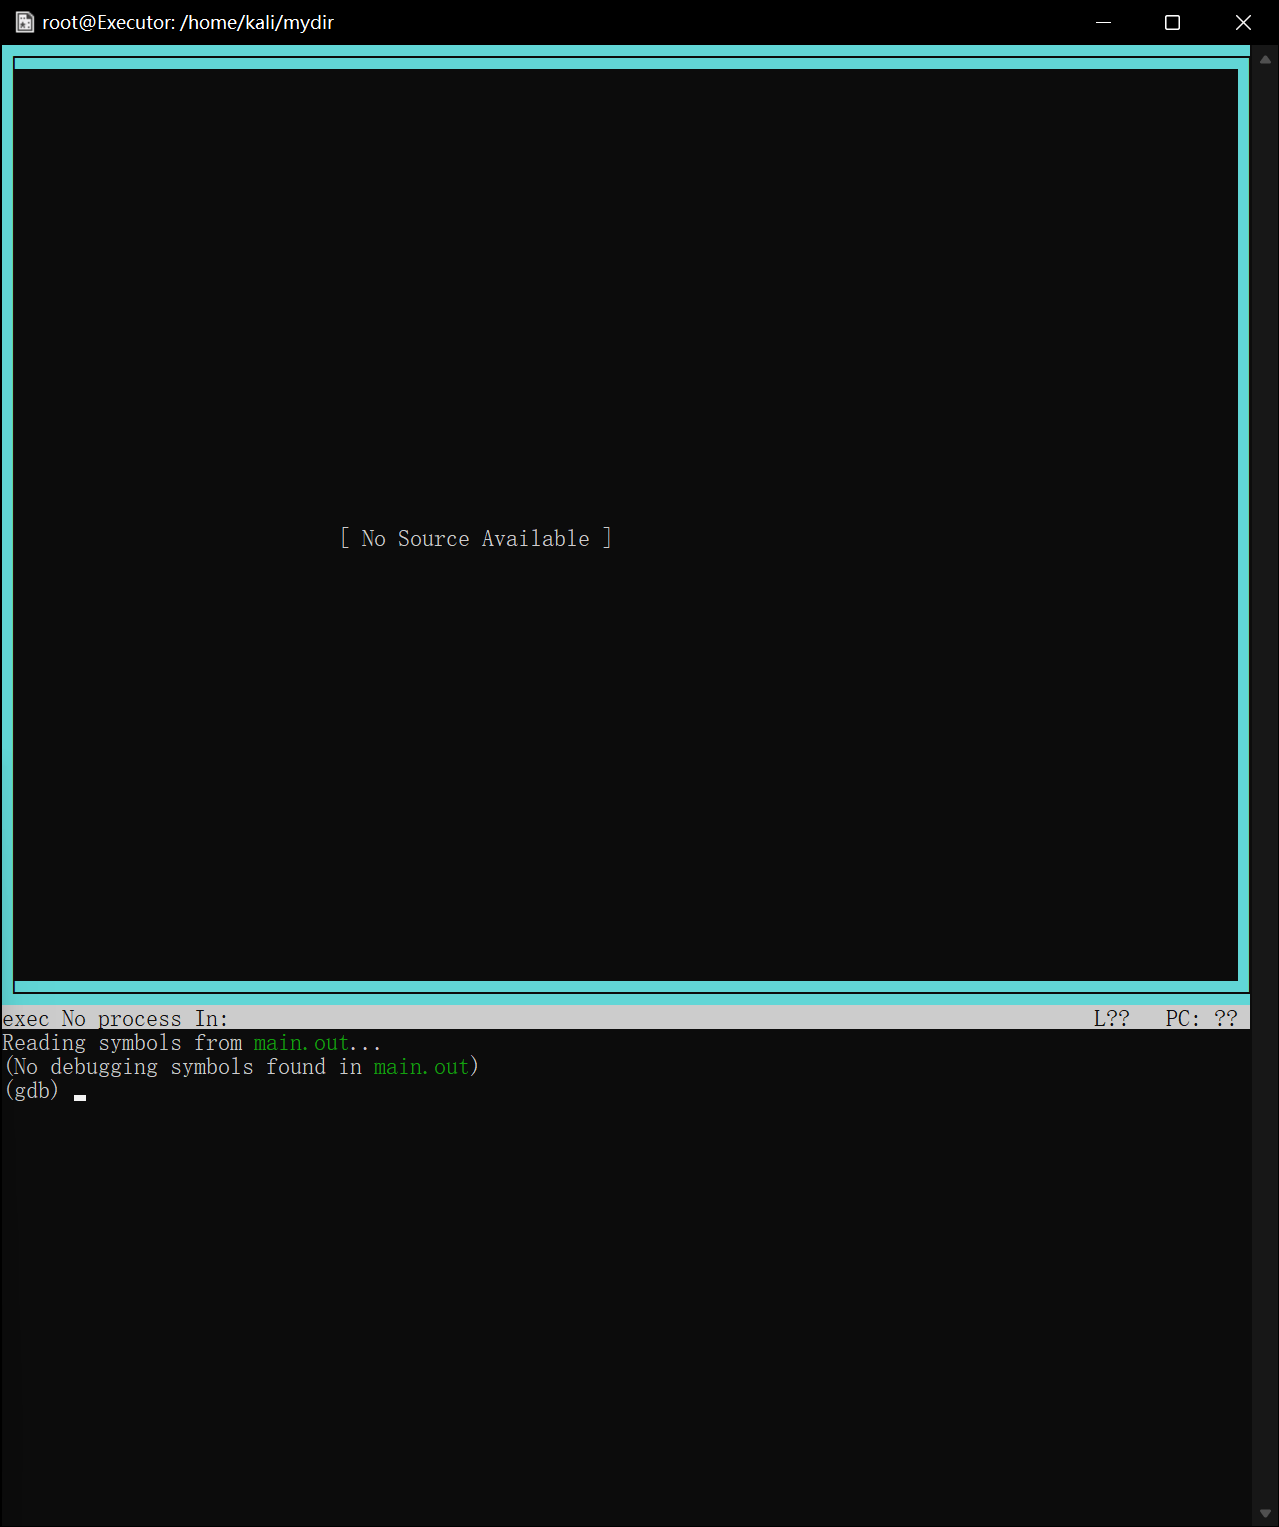 root@Executor: /home/kali/mydir
[ No Source Available ]
exec No process In: L?? PC: ??
Reading symbols from main.out...
(No debugging symbols found in main.out)
(gdb)